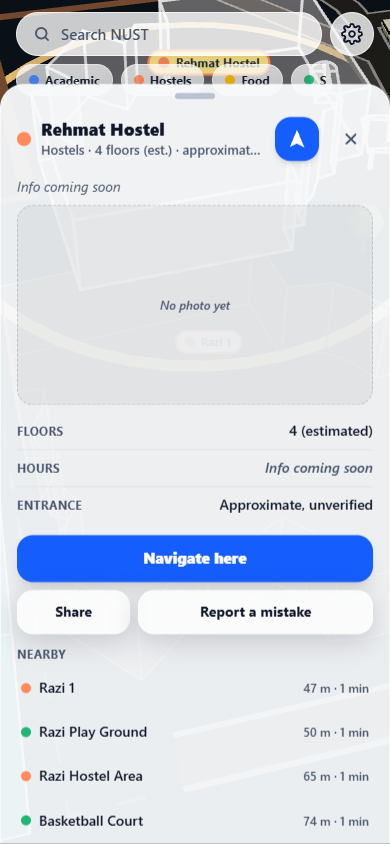 Search NUST
Rehmat Hostel
Academic
Hostels
Food
S
Rehmat Hostel
Hostels · 4 floors (est.) · approximat...
Info coming soon
No photo yet
Razi 1
FLOORS
4 (estimated)
HOURS
Info coming soon
ENTRANCE
Approximate, unverified
Navigate here
Share
Report a mistake
NEARBY
Razi 1
47 m · 1 min
Razi Play Ground
50 m · 1 min
Razi Hostel Area
65 m · 1 min
Basketball Court
74 m · 1 min